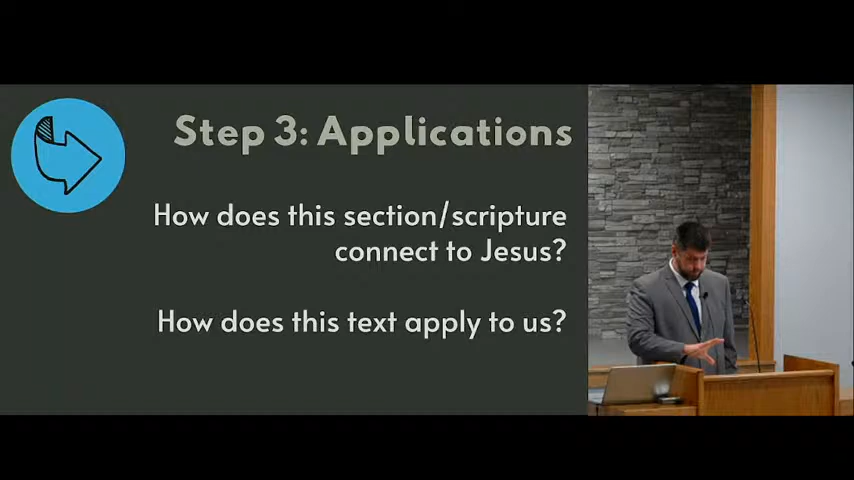 Step 3: Applications
How does this section/scripture
connect to Jesus?
How does this text apply to us?